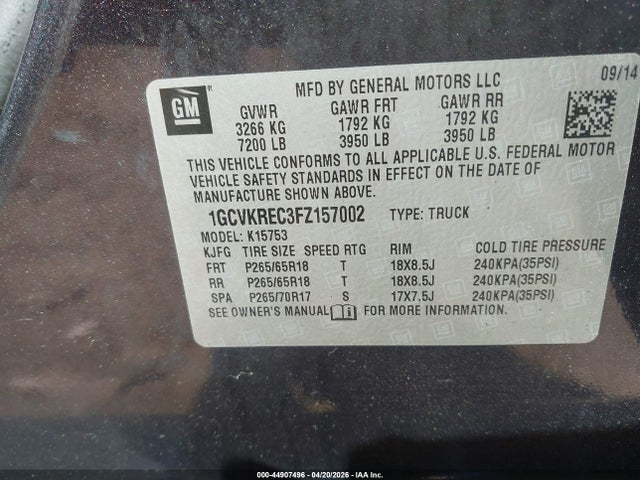 MFD BY GENERAL MOTORS LLC 09/14
GM
GVWR GAWR FRT GAWR RR
3266 KG 1792 KG 1792 KG
7200 LB 3950 LB 3950 LB
THIS VEHICLE CONFORMS TO ALL APPLICABLE U.S. FEDERAL MOTOR
VEHICLE SAFETY STANDARDS IN EFFECT ON THE DATE OF
MANUFACTURE SHOWN ABOVE.
1GCVKREC3FZ157002 TYPE: TRUCK
MODEL: K15753
KJFG TIRE SIZE SPEED RTG RIM COLD TIRE PRESSURE
FRT P265/65R18 T 18X8.5J 240KPA(35PSI)
RR P265/65R18 T 18X8.5J 240KPA(35PSI)
SPA P265/70R17 S 17X7.5J 240KPA(35PSI)
SEE OWNER'S MANUAL FOR MORE INFORMATION.
000-44907496 - 04/20/2026 - IAA Inc.